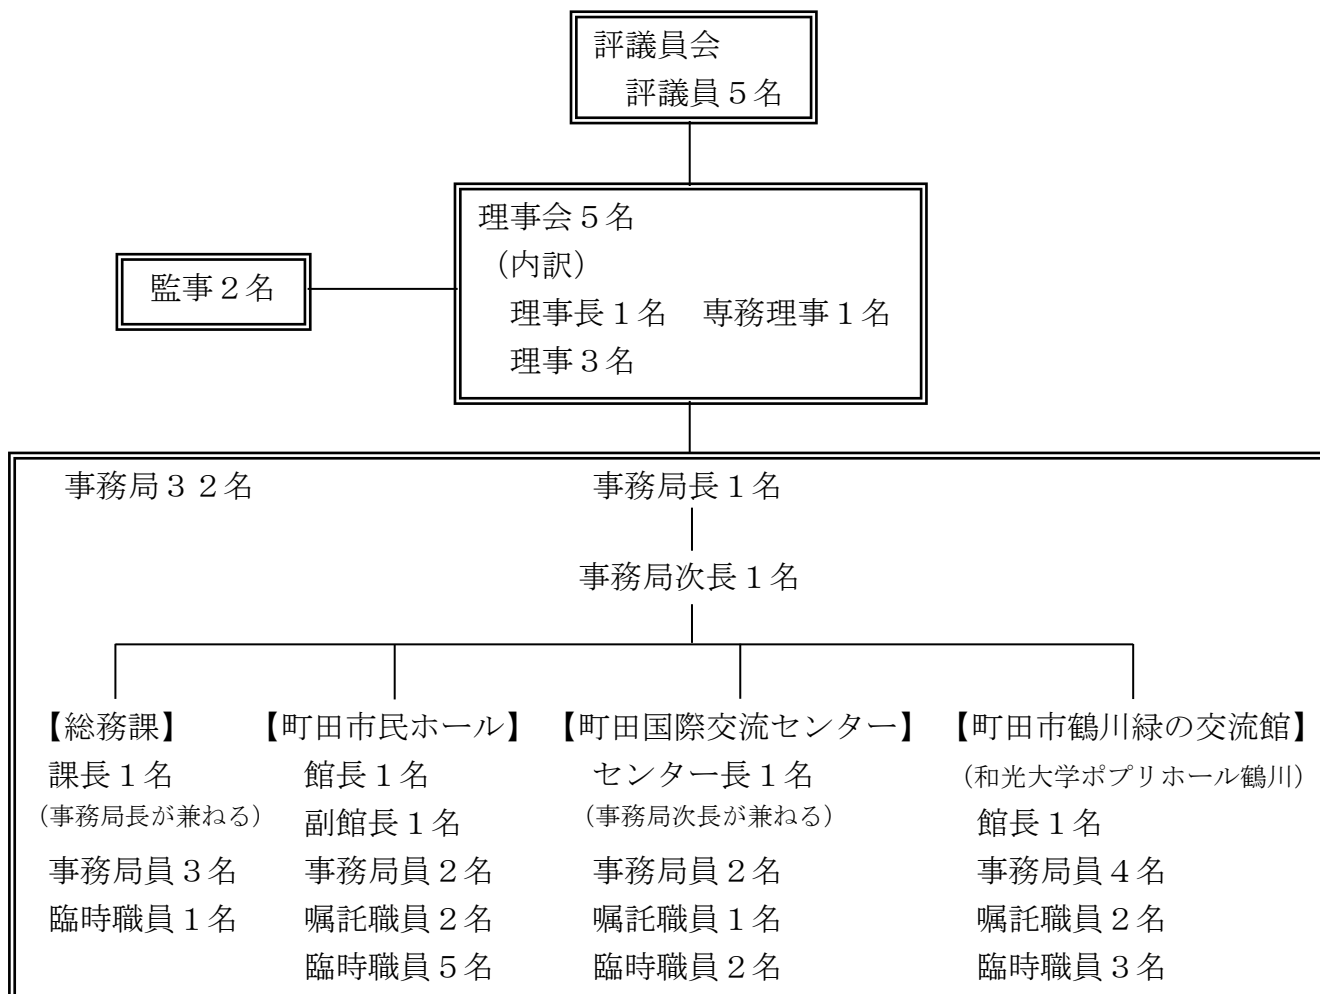 評議員会
評議員５名
理事会５名
（内訳）
理事長１名　専務理事１名
理事３名
監事２名
事務局３２名
事務局長１名
事務局次長１名
【総務課】
課長１名
（事務局長が兼ねる）
事務局員３名
臨時職員１名
【町田市民ホール】
館長１名
副館長１名
事務局員２名
嘱託職員２名
臨時職員５名
【町田国際交流センター】
センター長１名
（事務局次長が兼ねる）
事務局員２名
嘱託職員１名
臨時職員２名
【町田市鶴川緑の交流館】
（和光大学ポプリホール鶴川）
館長１名
事務局員４名
嘱託職員２名
臨時職員３名